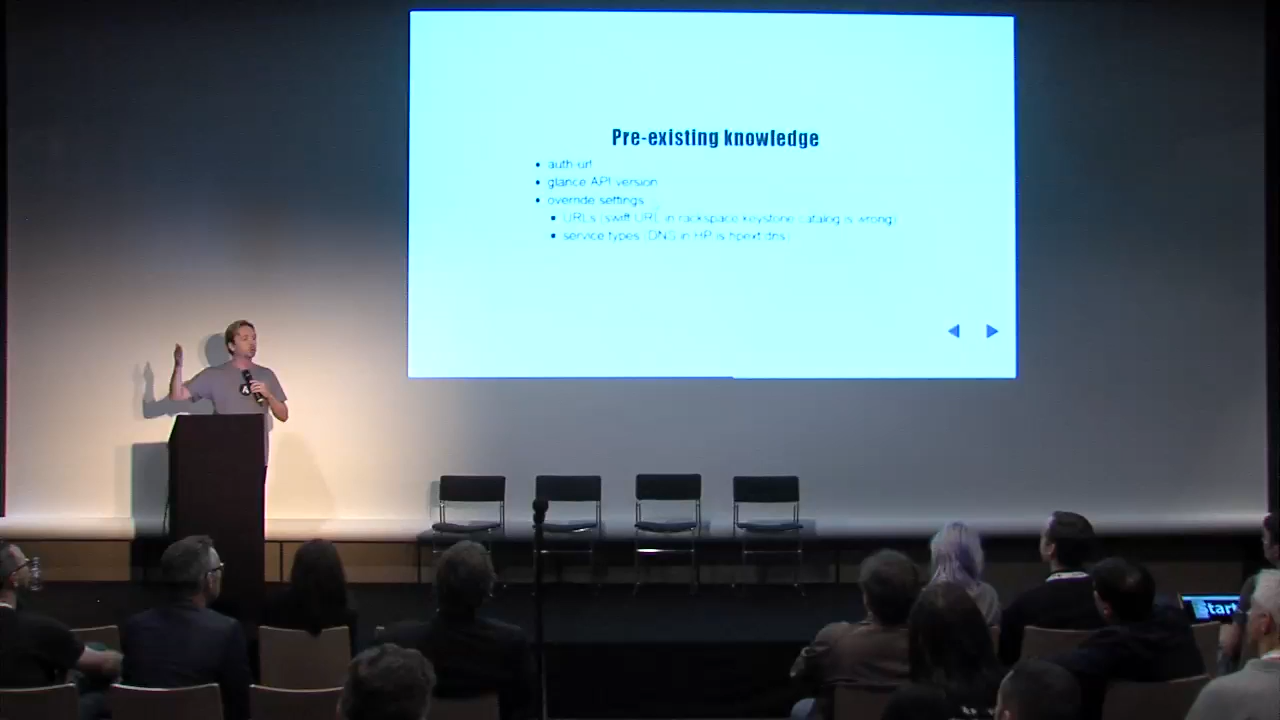 Pre-existing knowledge
auth-url
glance API version
override settings
URLs (swift URL in rackspace keystone catalog is wrong)
service types (DNS in HP is hpext:dns)
Start